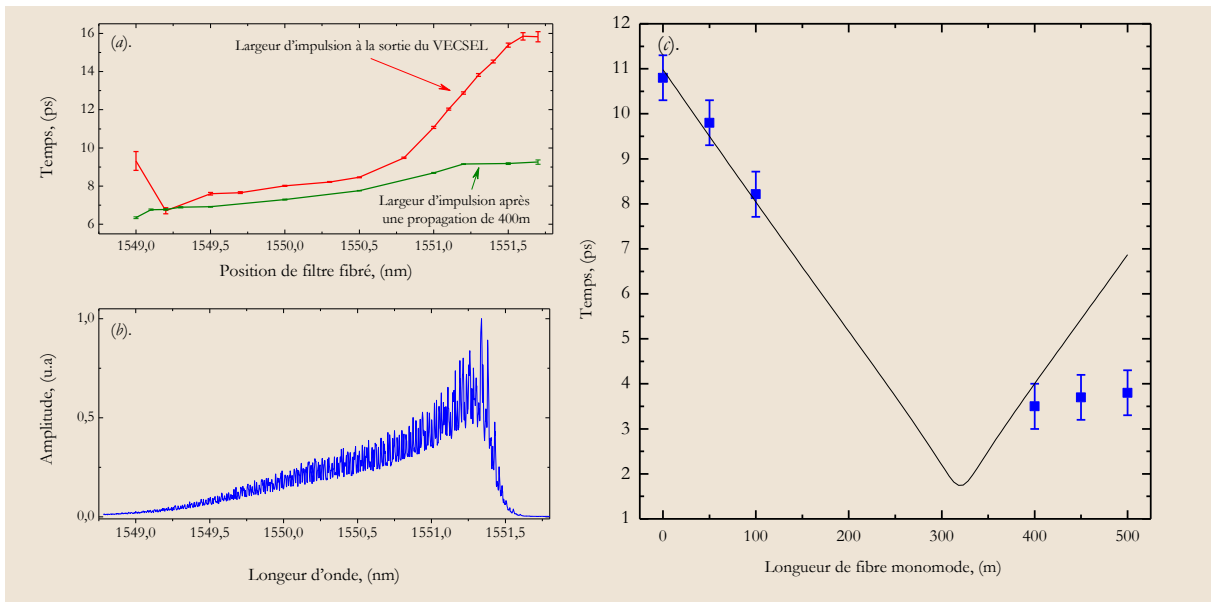 (a).
Largeur d'impulsion à la sortie du VECSEL
Largeur d'impulsion après
une propagation de 400m
Temps, (ps)
16
14
12
10
8
6
1549,0 1549,5 1550,0 1550,5 1551,0 1551,5
Position de filtre fibré, (nm)
(b).
Amplitude, (u.a)
1,0
0,5
0,0
1549,0 1549,5 1550,0 1550,5 1551,0 1551,5
Longeur d'onde, (nm)
(c).
Temps, (ps)
12
11
10
9
8
7
6
5
4
3
2
1
0 100 200 300 400 500
Longueur de fibre monomode, (m)